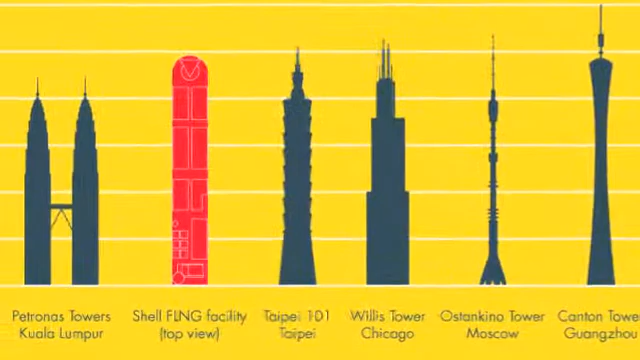 Petronas Towers
Kuala Lumpur
Shell FLNG facility
(top view)
Taipei 101
Taipei
Willis Tower
Chicago
Ostankino Tower
Moscow
Canton Towe
Guangzhou